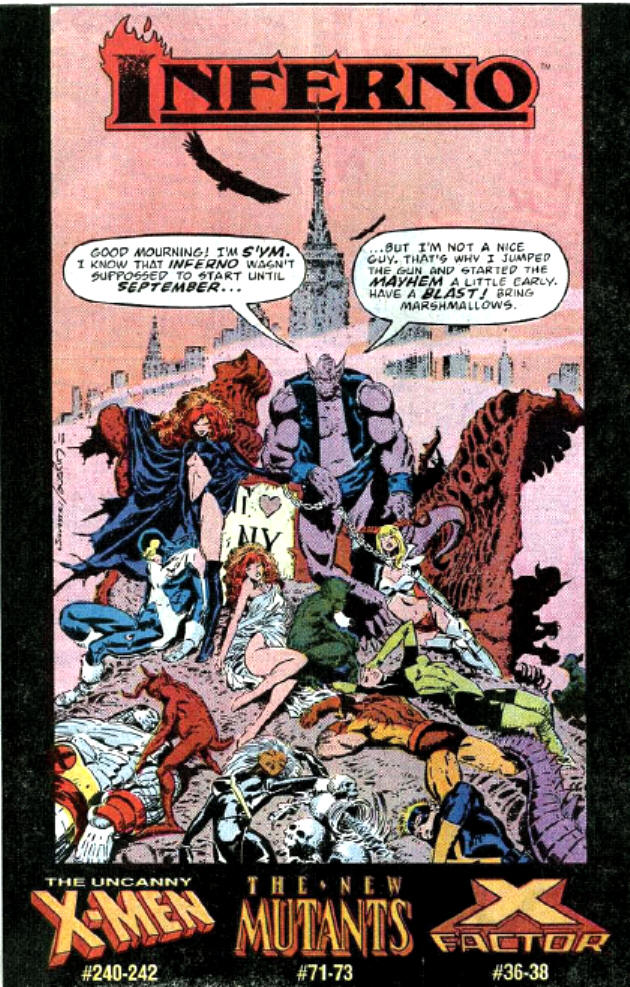 INFERNO™
GOOD MOURNING! I'M S'YM.
I KNOW THAT INFERNO WASN'T
SUPPOSSED TO START UNTIL
SEPTEMBER...
...BUT I'M NOT A NICE
GUY. THAT'S WHY I JUMPED
THE GUN AND STARTED THE
MAYHEM A LITTLE EARLY.
HAVE A BLAST! BRING
MARSHMALLOWS.
I ♥
NY
THE UNCANNY
X-MEN
#240-242
THE • NEW
MUTANTS
#71-73
X
FACTOR
#36-38